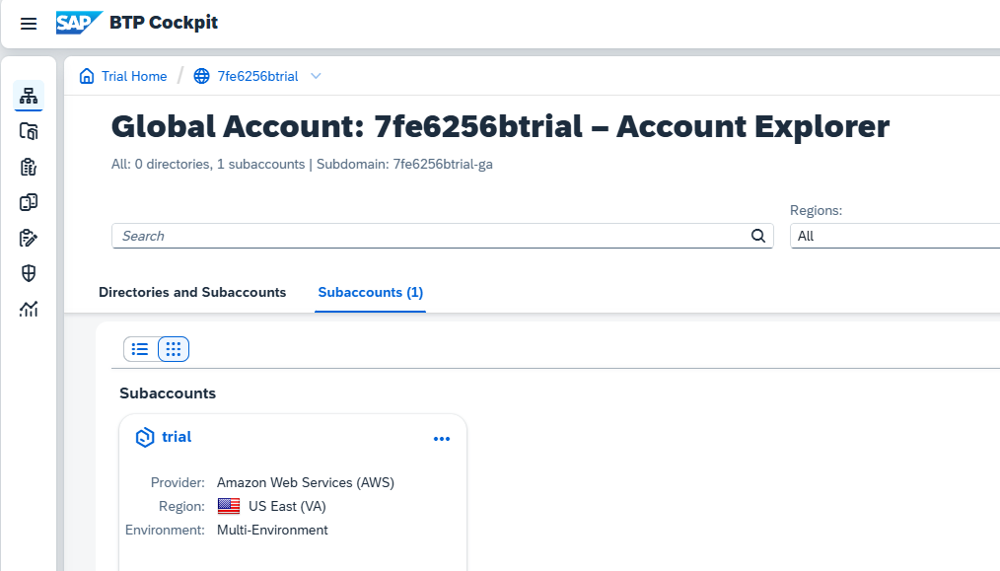 SAP BTP Cockpit
Trial Home / 7fe6256btrial
Global Account: 7fe6256btrial – Account Explorer
All: 0 directories, 1 subaccounts | Subdomain: 7fe6256btrial-ga
Regions:
Search All
Directories and Subaccounts Subaccounts (1)
Subaccounts
trial
Provider: Amazon Web Services (AWS)
Region: US East (VA)
Environment: Multi-Environment